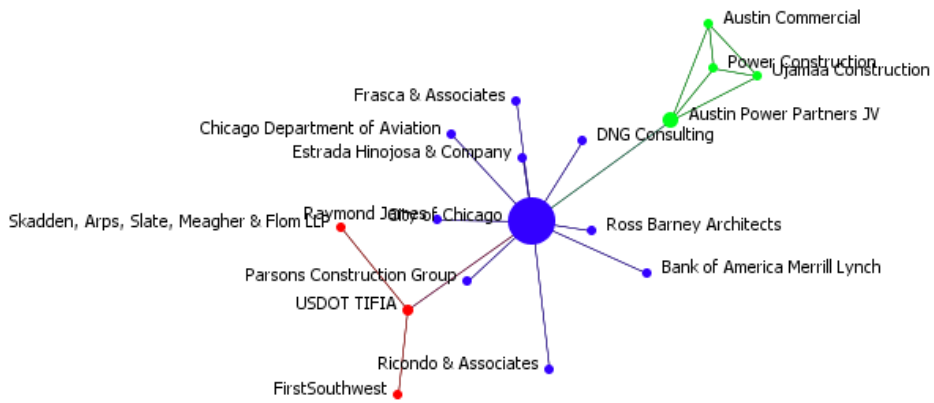 Austin Commercial
Power Construction
Ujamaa Construction
Frasca & Associates
Austin Power Partners JV
Chicago Department of Aviation
DNG Consulting
Estrada Hinojosa & Company
Raymond James
City of Chicago
Skadden, Arps, Slate, Meagher & Flom LLP
Ross Barney Architects
Bank of America Merrill Lynch
Parsons Construction Group
USDOT TIFIA
Ricondo & Associates
FirstSouthwest